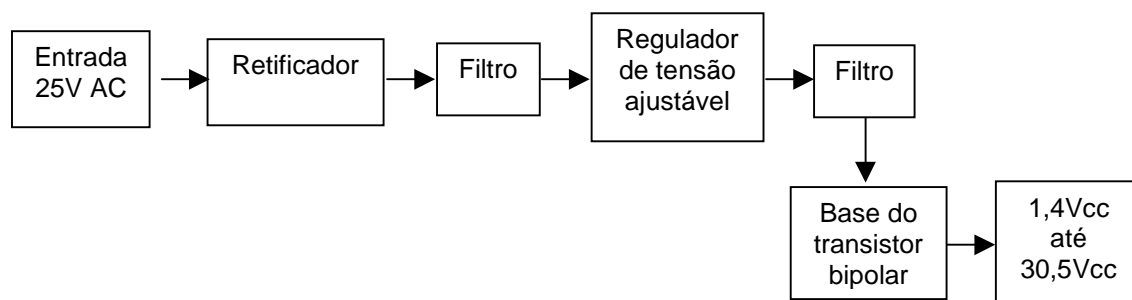 Entrada
25V AC
Retificador
Filtro
Regulador
de tensão
ajustável
Filtro
Base do
transistor
bipolar
1,4Vcc
até
30,5Vcc